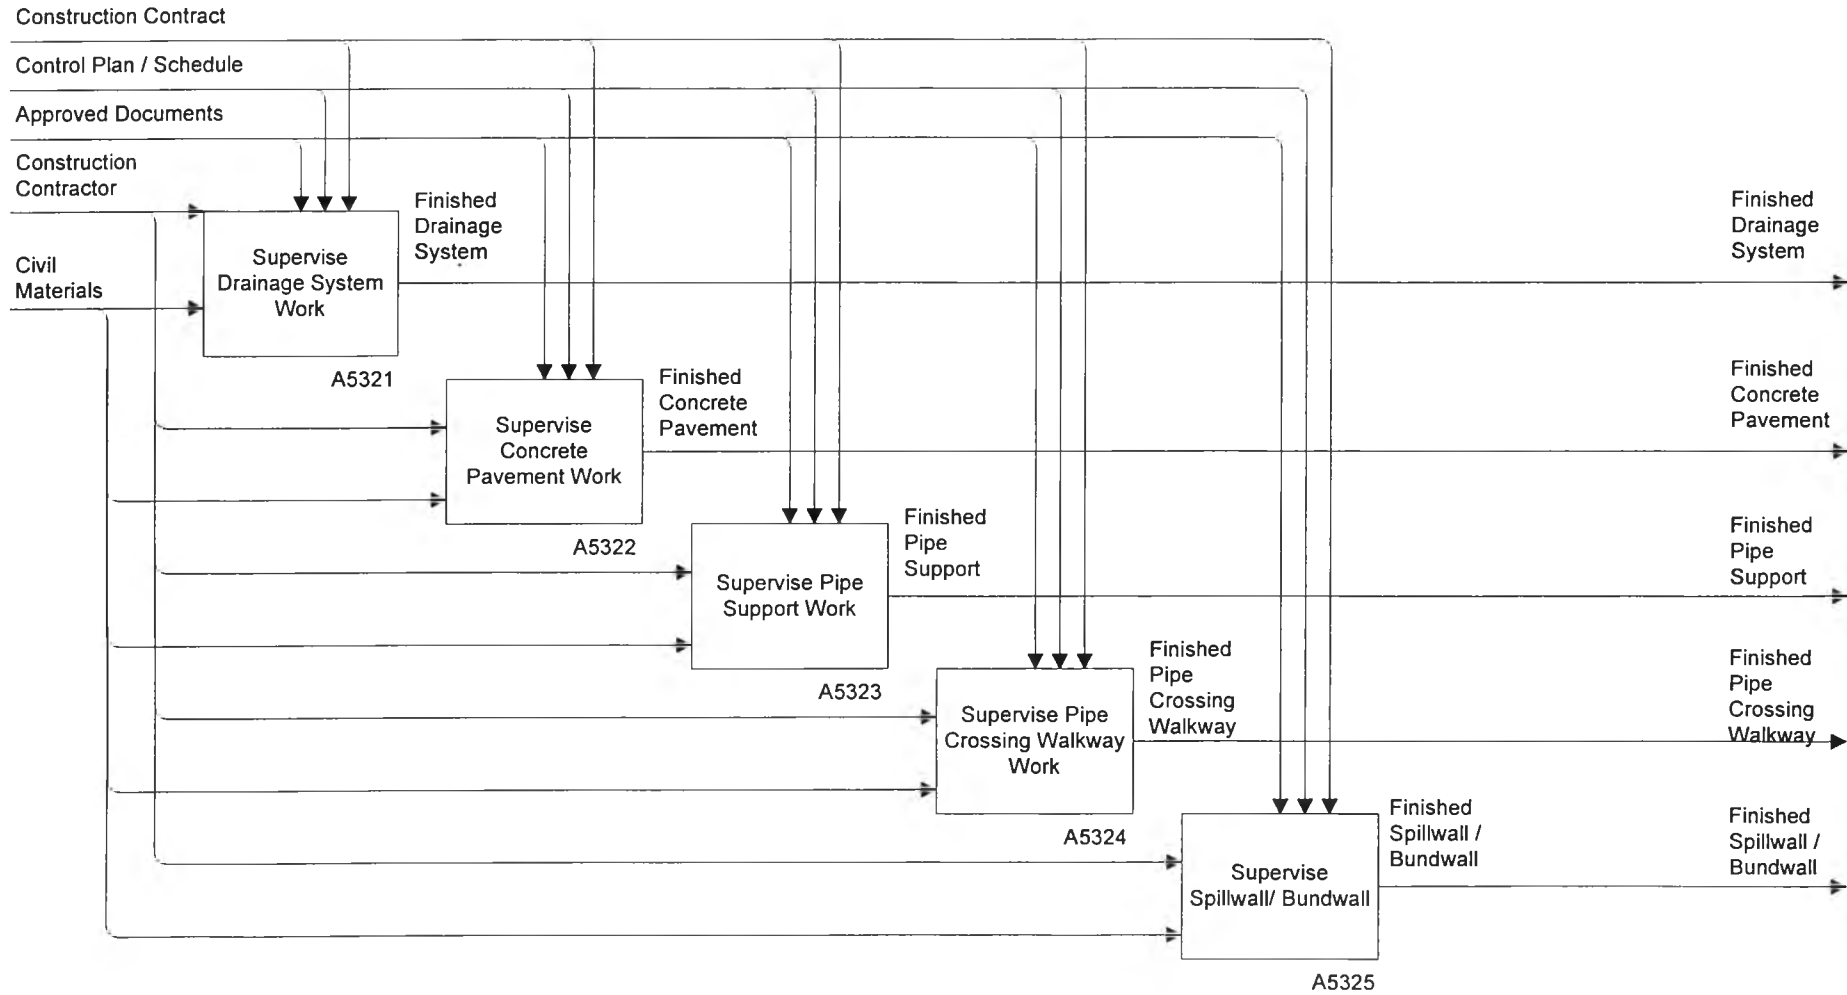 Construction Contract
Control Plan / Schedule
Approved Documents
Construction
Contractor
Civil
Materials
Supervise
Drainage System
Work
A5321
Finished
Drainage
System
Finished
Drainage
System
Supervise
Concrete
Pavement Work
A5322
Finished
Concrete
Pavement
Finished
Concrete
Pavement
Supervise Pipe
Support Work
A5323
Finished
Pipe
Support
Finished
Pipe
Support
Supervise Pipe
Crossing Walkway
Work
A5324
Finished
Pipe
Crossing
Walkway
Finished
Pipe
Crossing
Walkway
Supervise
Spillwall/ Bundwall
A5325
Finished
Spillwall /
Bundwall
Finished
Spillwall /
Bundwall